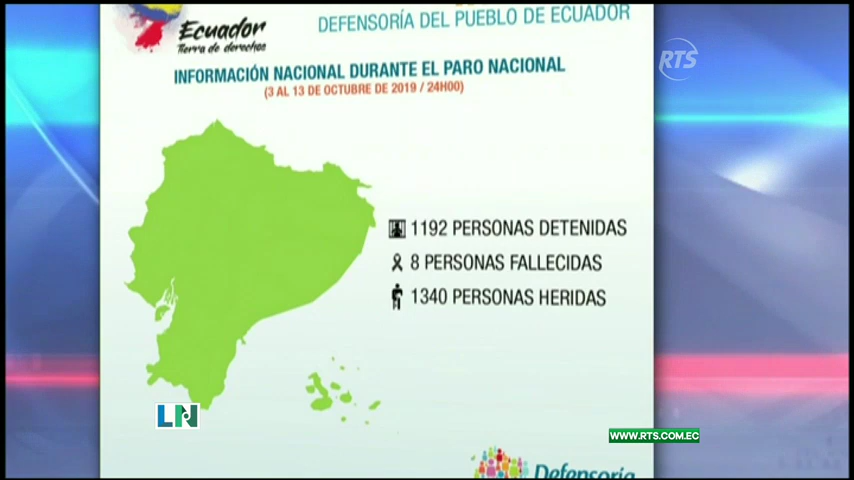 Ecuador
Tierra de derechos
DEFENSORÍA DEL PUEBLO DE ECUADOR
RTS
INFORMACIÓN NACIONAL DURANTE EL PARO NACIONAL
(3 AL 13 DE OCTUBRE DE 2019 / 24H00)
1192 PERSONAS DETENIDAS
8 PERSONAS FALLECIDAS
1340 PERSONAS HERIDAS
LN
WWW.RTS.COM.EC
Defensoría